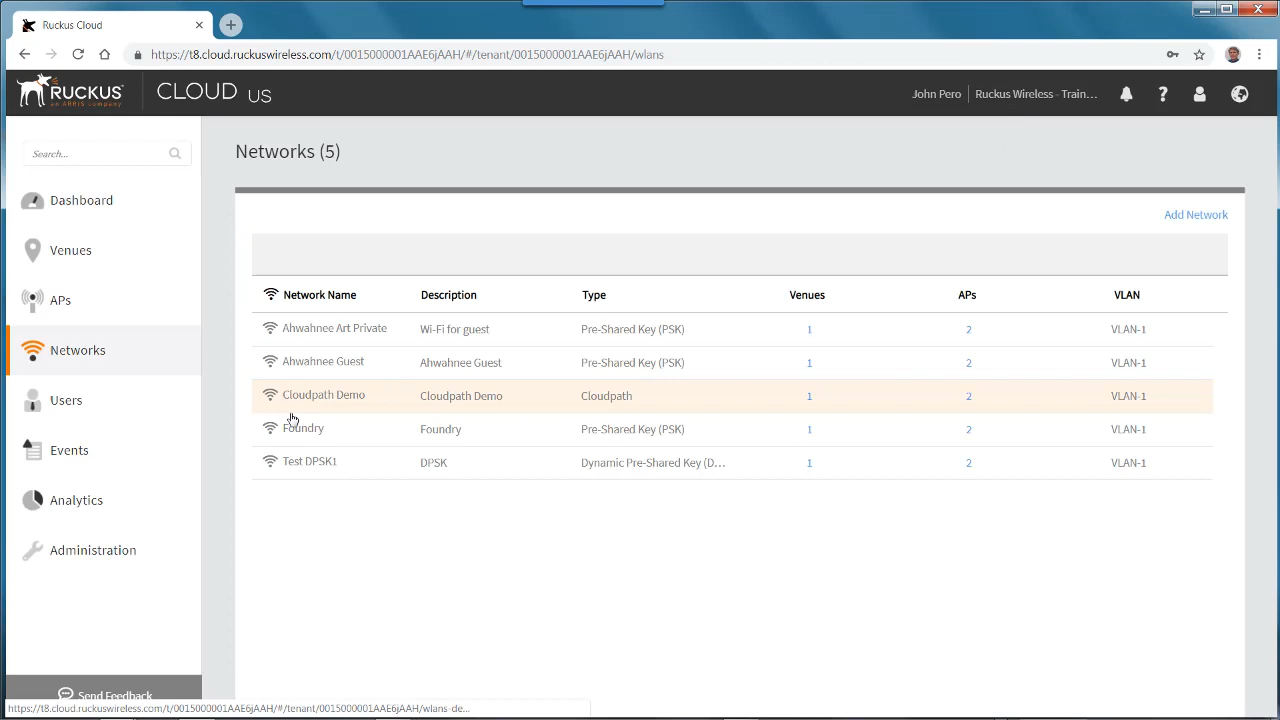 Ruckus Cloud
https://t8.cloud.ruckuswireless.com/t/0015000001AAE6jAAH/#/tenant/0015000001AAE6jAAH/wlans
RUCKUS
an ARRIS company
CLOUD US
John Pero
Ruckus Wireless - Train...
?
Search...
Dashboard
Venues
APs
Networks
Users
Events
Analytics
Administration
Send Feedback
Networks (5)
Add Network
Network Name Description Type Venues APs VLAN
Ahwahnee Art Private Wi-Fi for guest Pre-Shared Key (PSK) 1 2 VLAN-1
Ahwahnee Guest Ahwahnee Guest Pre-Shared Key (PSK) 1 2 VLAN-1
Cloudpath Demo Cloudpath Demo Cloudpath 1 2 VLAN-1
Foundry Foundry Pre-Shared Key (PSK) 1 2 VLAN-1
Test DPSK1 DPSK Dynamic Pre-Shared Key (D... 1 2 VLAN-1
https://t8.cloud.ruckuswireless.com/t/0015000001AAE6jAAH/#/tenant/0015000001AAE6jAAH/wlans-de...